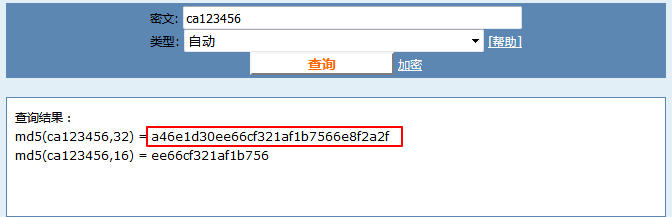 密文: ca123456
类型: 自动 [帮助]
查询 加密
查询结果：
md5(ca123456,32) = a46e1d30ee66cf321af1b7566e8f2a2f
md5(ca123456,16) = ee66cf321af1b756